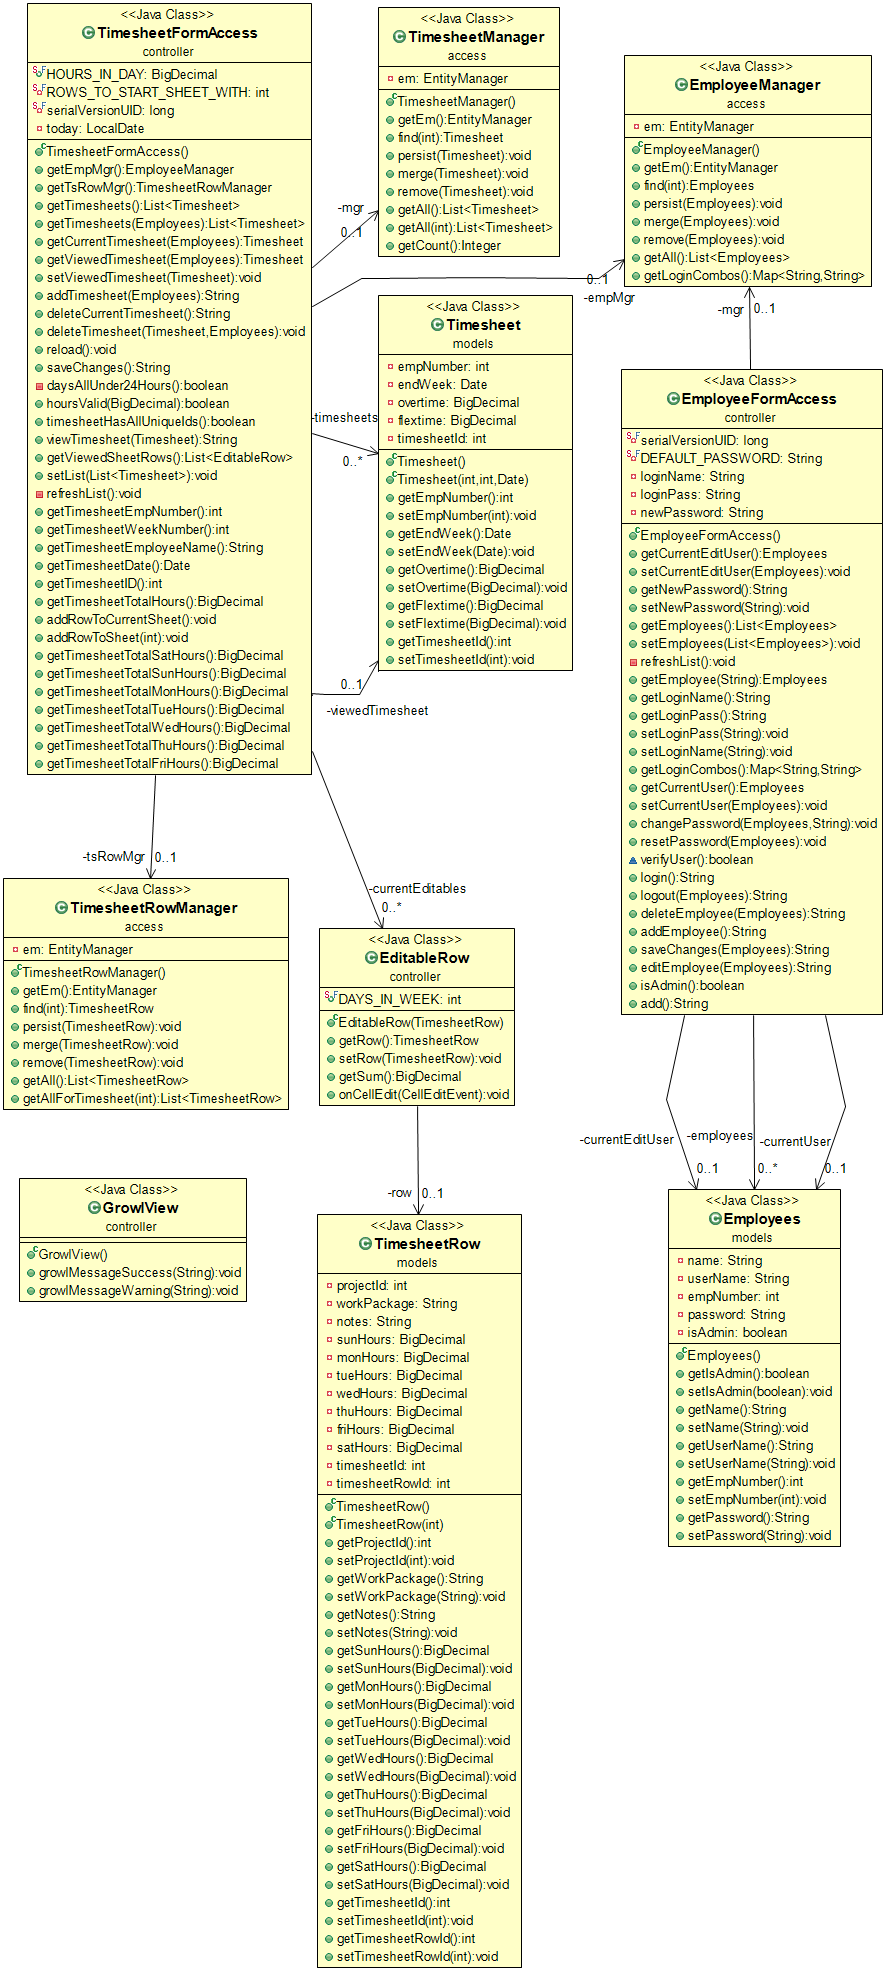 <<Java Class>>
TimesheetFormAccess
controller
HOURS_IN_DAY: BigDecimal
ROWS_TO_START_SHEET_WITH: int
serialVersionUID: long
today: LocalDate
TimesheetFormAccess()
getEmpMgr():EmployeeManager
getTsRowMgr():TimesheetRowManager
getTimesheets():List<Timesheet>
getTimesheets(Employees):List<Timesheet>
getCurrentTimesheet(Employees):Timesheet
getViewedTimesheet(Employees):Timesheet
setViewedTimesheet(Timesheet):void
addTimesheet(Employees):String
deleteCurrentTimesheet():String
deleteTimesheet(Timesheet,Employees):void
reload():void
saveChanges():String
daysAllUnder24Hours():boolean
hoursValid(BigDecimal):boolean
timesheetHasAllUniqueIds():boolean
viewTimesheet(Timesheet):String
getViewedSheetRows():List<EditableRow>
setList(List<Timesheet>):void
refreshList():void
getTimesheetEmpNumber():int
getTimesheetWeekNumber():int
getTimesheetEmployeeName():String
getTimesheetDate():Date
getTimesheetID():int
getTimesheetTotalHours():BigDecimal
addRowToCurrentSheet():void
addRowToSheet(int):void
getTimesheetTotalSatHours():BigDecimal
getTimesheetTotalSunHours():BigDecimal
getTimesheetTotalMonHours():BigDecimal
getTimesheetTotalTueHours():BigDecimal
getTimesheetTotalWedHours():BigDecimal
getTimesheetTotalThuHours():BigDecimal
getTimesheetTotalFriHours():BigDecimal
<<Java Class>>
TimesheetManager
access
em: EntityManager
TimesheetManager()
getEm():EntityManager
find(int):Timesheet
persist(Timesheet):void
merge(Timesheet):void
remove(Timesheet):void
getAll():List<Timesheet>
getAll(int):List<Timesheet>
getCount():Integer
-mgr
0..1
<<Java Class>>
EmployeeManager
access
em: EntityManager
EmployeeManager()
getEm():EntityManager
find(int):Employees
persist(Employees):void
merge(Employees):void
remove(Employees):void
getAll():List<Employees>
getLoginCombos():Map<String,String>
0..1
-empMgr
-mgr
0..1
<<Java Class>>
Timesheet
models
empNumber: int
endWeek: Date
overtime: BigDecimal
flextime: BigDecimal
timesheetId: int
Timesheet()
Timesheet(int,int,Date)
getEmpNumber():int
setEmpNumber(int):void
getEndWeek():Date
setEndWeek(Date):void
getOvertime():BigDecimal
setOvertime(BigDecimal):void
getFlextime():BigDecimal
setFlextime(BigDecimal):void
getTimesheetId():int
setTimesheetId(int):void
-timesheets
0..*
0..1
-viewedTimesheet
<<Java Class>>
EmployeeFormAccess
controller
serialVersionUID: long
DEFAULT_PASSWORD: String
loginName: String
loginPass: String
newPassword: String
EmployeeFormAccess()
getCurrentEditUser():Employees
setCurrentEditUser(Employees):void
getNewPassword():String
setNewPassword(String):void
getEmployees():List<Employees>
setEmployees(List<Employees>):void
refreshList():void
getEmployee(String):Employees
getLoginName():String
getLoginPass():String
setLoginPass(String):void
setLoginName(String):void
getLoginCombos():Map<String,String>
getCurrentUser():Employees
setCurrentUser(Employees):void
changePassword(Employees,String):void
resetPassword(Employees):void
verifyUser():boolean
login():String
logout(Employees):String
deleteEmployee(Employees):String
addEmployee():String
saveChanges(Employees):String
editEmployee(Employees):String
isAdmin():boolean
add():String
-tsRowMgr
0..1
<<Java Class>>
TimesheetRowManager
access
em: EntityManager
TimesheetRowManager()
getEm():EntityManager
find(int):TimesheetRow
persist(TimesheetRow):void
merge(TimesheetRow):void
remove(TimesheetRow):void
getAll():List<TimesheetRow>
getAllForTimesheet(int):List<TimesheetRow>
-currentEditables
0..*
<<Java Class>>
EditableRow
controller
DAYS_IN_WEEK: int
EditableRow(TimesheetRow)
getRow():TimesheetRow
setRow(TimesheetRow):void
getSum():BigDecimal
onCellEdit(CellEditEvent):void
-currentEditUser
0..1
-employees
0..*
-currentUser
0..1
<<Java Class>>
GrowlView
controller
GrowlView()
growlMessageSuccess(String):void
growlMessageWarning(String):void
-row
0..1
<<Java Class>>
TimesheetRow
models
projectId: int
workPackage: String
notes: String
sunHours: BigDecimal
monHours: BigDecimal
tueHours: BigDecimal
wedHours: BigDecimal
thuHours: BigDecimal
friHours: BigDecimal
satHours: BigDecimal
timesheetId: int
timesheetRowId: int
TimesheetRow()
TimesheetRow(int)
getProjectId():int
setProjectId(int):void
getWorkPackage():String
setWorkPackage(String):void
getNotes():String
setNotes(String):void
getSunHours():BigDecimal
setSunHours(BigDecimal):void
getMonHours():BigDecimal
setMonHours(BigDecimal):void
getTueHours():BigDecimal
setTueHours(BigDecimal):void
getWedHours():BigDecimal
setWedHours(BigDecimal):void
getThuHours():BigDecimal
setThuHours(BigDecimal):void
getFriHours():BigDecimal
setFriHours(BigDecimal):void
getSatHours():BigDecimal
setSatHours(BigDecimal):void
getTimesheetId():int
setTimesheetId(int):void
getTimesheetRowId():int
setTimesheetRowId(int):void
<<Java Class>>
Employees
models
name: String
userName: String
empNumber: int
password: String
isAdmin: boolean
Employees()
getIsAdmin():boolean
setIsAdmin(boolean):void
getName():String
setName(String):void
getUserName():String
setUserName(String):void
getEmpNumber():int
setEmpNumber(int):void
getPassword():String
setPassword(String):void